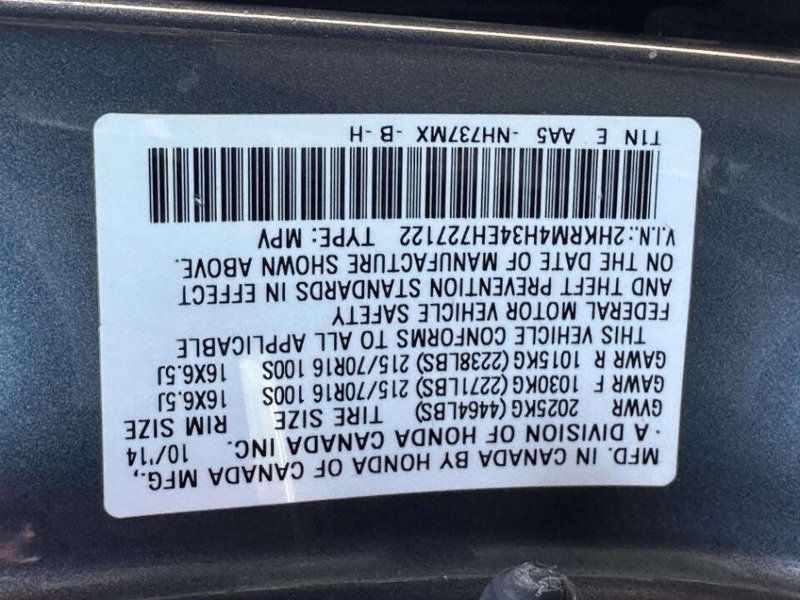 MFD. IN CANADA BY HONDA OF CANADA MFG.,
· A DIVISION OF HONDA CANADA INC. 10/'14
GVWR 2025KG (4464LBS) TIRE SIZE RIM SIZE
GAWR F 1030KG (2271LBS) 215/70R16 100S 16X6.5J
GAWR R 1015KG (2238LBS) 215/70R16 100S 16X6.5J
THIS VEHICLE CONFORMS TO ALL APPLICABLE
FEDERAL MOTOR VEHICLE SAFETY
AND THEFT PREVENTION STANDARDS IN EFFECT
ON THE DATE OF MANUFACTURE SHOWN ABOVE.
V.I.N.: 2HKRM4H34EH727122 TYPE: MPV
T1N E AA5 -NH737MX -B-H